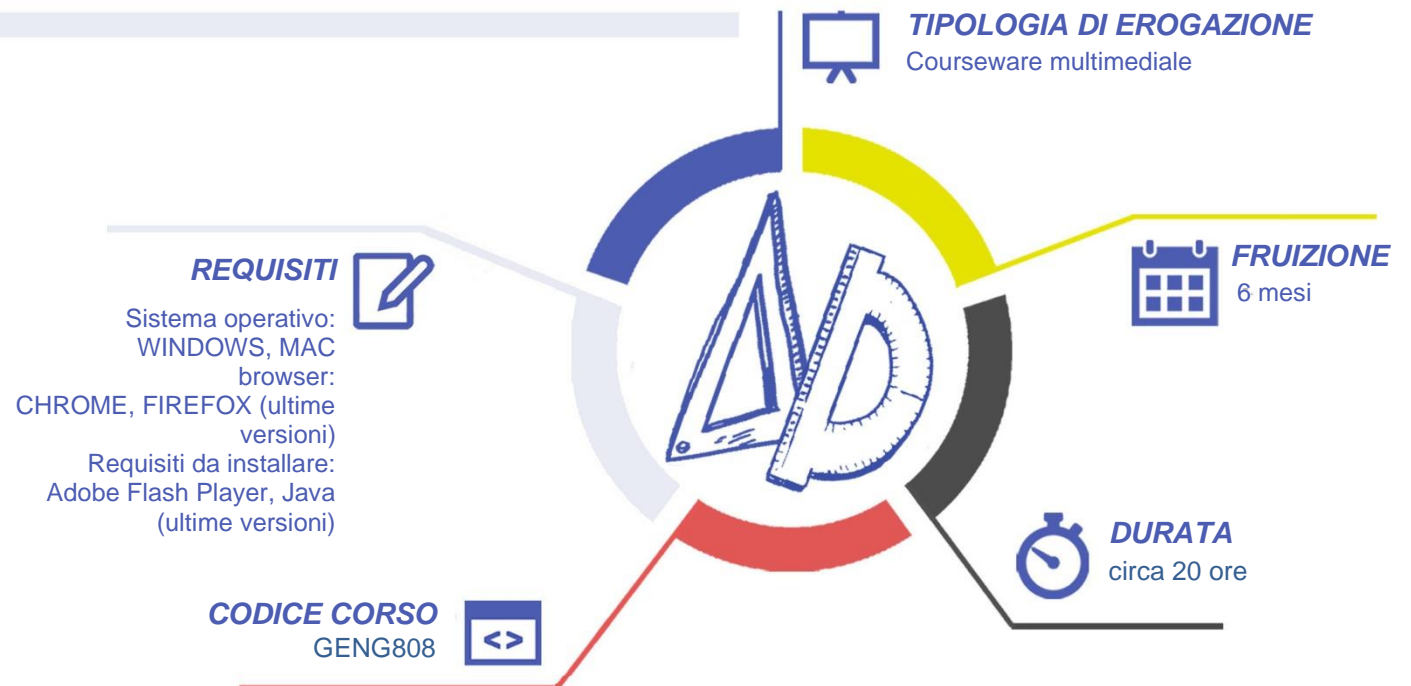 TIPOLOGIA DI EROGAZIONE
Courseware multimediale
REQUISITI
Sistema operativo:
WINDOWS, MAC
browser:
CHROME, FIREFOX (ultime
versioni)
Requisiti da installare:
Adobe Flash Player, Java
(ultime versioni)
FRUIZIONE
6 mesi
DURATA
circa 20 ore
CODICE CORSO
GENG808
<>